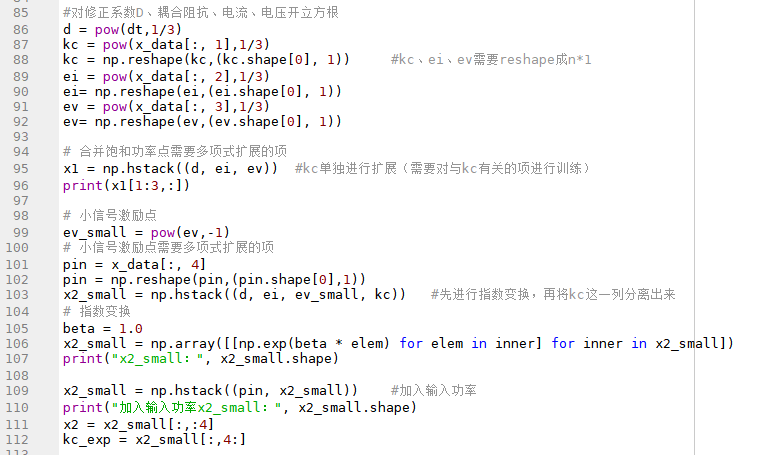 85 #对修正系数D、耦合阻抗、电流、电压开立方根
86 d = pow(dt,1/3)
87 kc = pow(x_data[:, 1],1/3)
88 kc = np.reshape(kc,(kc.shape[0], 1)) #kc、ei、ev需要reshape成n*1
89 ei = pow(x_data[:, 2],1/3)
90 ei= np.reshape(ei,(ei.shape[0], 1))
91 ev = pow(x_data[:, 3],1/3)
92 ev= np.reshape(ev,(ev.shape[0], 1))
93
94 # 合并饱和功率点需要多项式扩展的项
95 x1 = np.hstack((d, ei, ev)) #kc单独进行扩展（需要对与kc有关的项进行训练）
96 print(x1[1:3,:])
97
98 # 小信号激励点
99 ev_small = pow(ev,-1)
100 # 小信号激励点需要多项式扩展的项
101 pin = x_data[:, 4]
102 pin = np.reshape(pin,(pin.shape[0],1))
103 x2_small = np.hstack((d, ei, ev_small, kc)) #先进行指数变换，再将kc这一列分离出来
104 # 指数变换
105 beta = 1.0
106 x2_small = np.array([[np.exp(beta * elem) for elem in inner] for inner in x2_small])
107 print("x2_small：", x2_small.shape)
108
109 x2_small = np.hstack((pin, x2_small)) #加入输入功率
110 print("加入输入功率x2_small：", x2_small.shape)
111 x2 = x2_small[:,:4]
112 kc_exp = x2_small[:,4:]